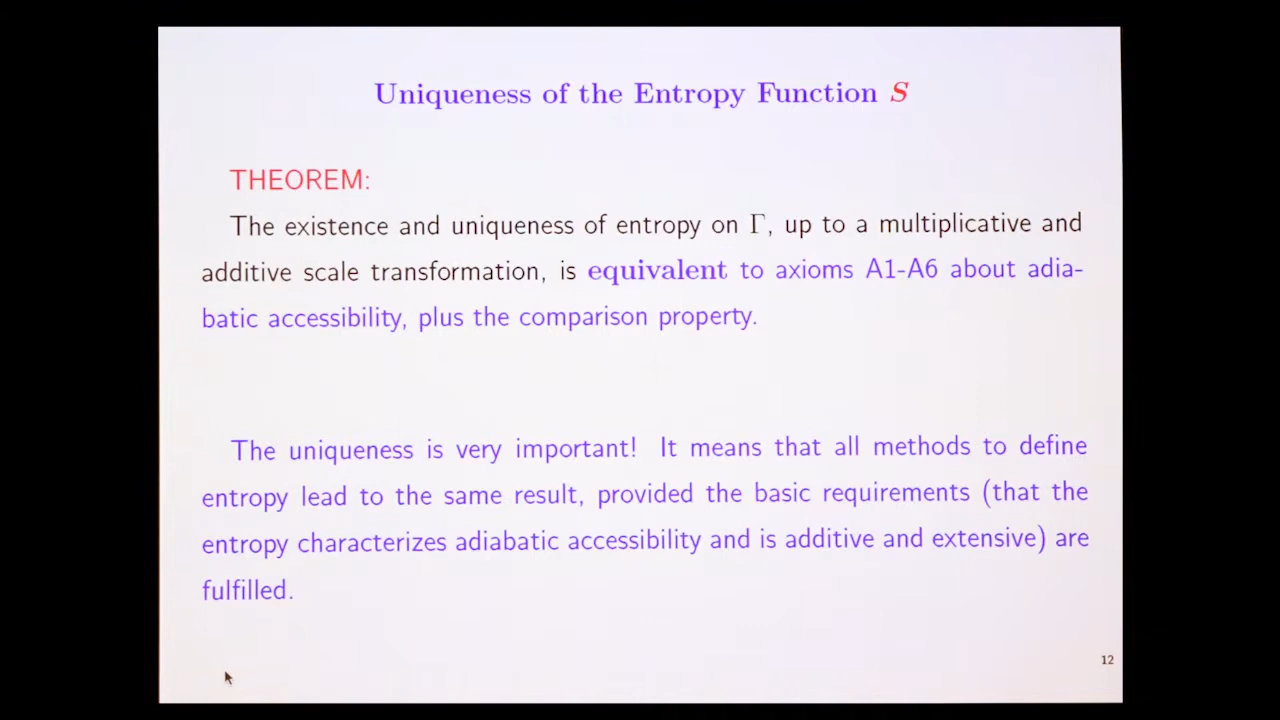 Uniqueness of the Entropy Function S
THEOREM:
The existence and uniqueness of entropy on Γ, up to a multiplicative and
additive scale transformation, is equivalent to axioms A1-A6 about adia-
batic accessibility, plus the comparison property.
The uniqueness is very important! It means that all methods to define
entropy lead to the same result, provided the basic requirements (that the
entropy characterizes adiabatic accessibility and is additive and extensive) are
fulfilled.
12